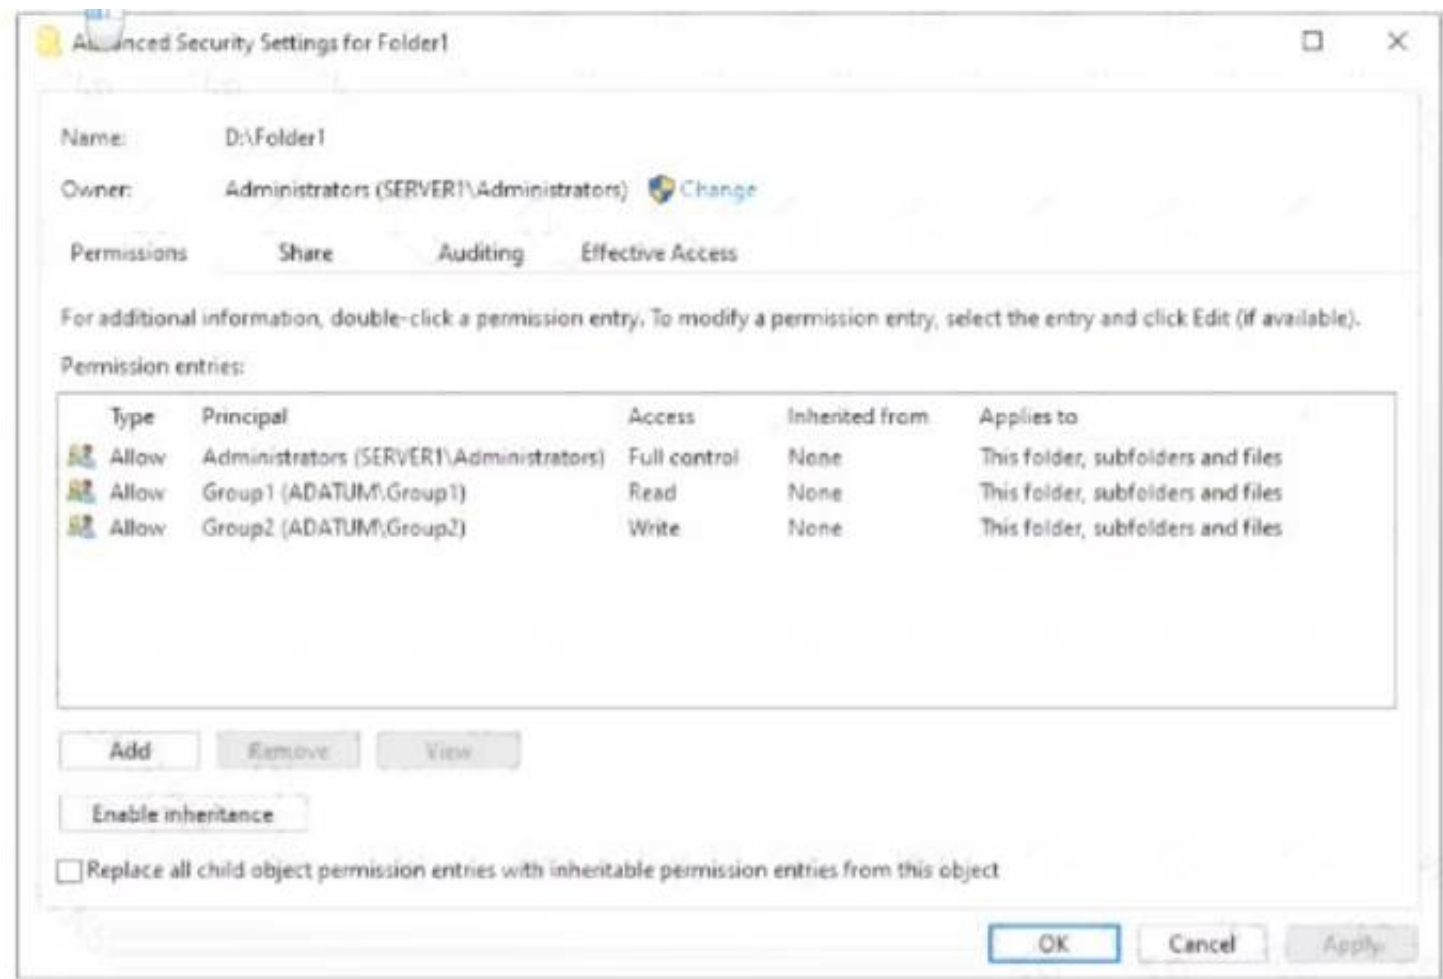 Advanced Security Settings for Folder1
Name: D:\Folder1
Owner: Administrators (SERVER1\Administrators) Change
Permissions Share Auditing Effective Access
For additional information, double-click a permission entry. To modify a permission entry, select the entry and click Edit (if available).
Permission entries:
Type Principal Access Inherited from Applies to
Allow Administrators (SERVER1\Administrators) Full control None This folder, subfolders and files
Allow Group1 (ADATUM\Group1) Read None This folder, subfolders and files
Allow Group2 (ADATUM\Group2) Write None This folder, subfolders and files
Add Remove View
Enable inheritance
Replace all child object permission entries with inheritable permission entries from this object
OK Cancel Apply